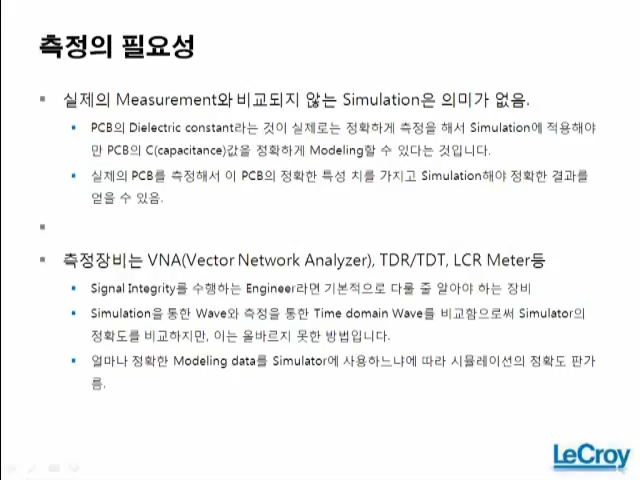 측정의 필요성
실제의 Measurement와 비교되지 않는 Simulation은 의미가 없음.
PCB의 Dielectric constant라는 것이 실제로는 정확하게 측정을 해서 Simulation에 적용해야
만 PCB의 C(capacitance)값을 정확하게 Modeling할 수 있다는 것입니다.
실제의 PCB를 측정해서 이 PCB의 정확한 특성 치를 가지고 Simulation해야 정확한 결과를
얻을 수 있음.
측정장비는 VNA(Vector Network Analyzer), TDR/TDT, LCR Meter등
Signal Integrity를 수행하는 Engineer라면 기본적으로 다룰 줄 알아야 하는 장비
Simulation을 통한 Wave와 측정을 통한 Time domain Wave를 비교함으로써 Simulator의
정확도를 비교하지만, 이는 올바르지 못한 방법입니다.
얼마나 정확한 Modeling data를 Simulator에 사용하느냐에 따라 시뮬레이션의 정확도 판가
름.
LeCroy